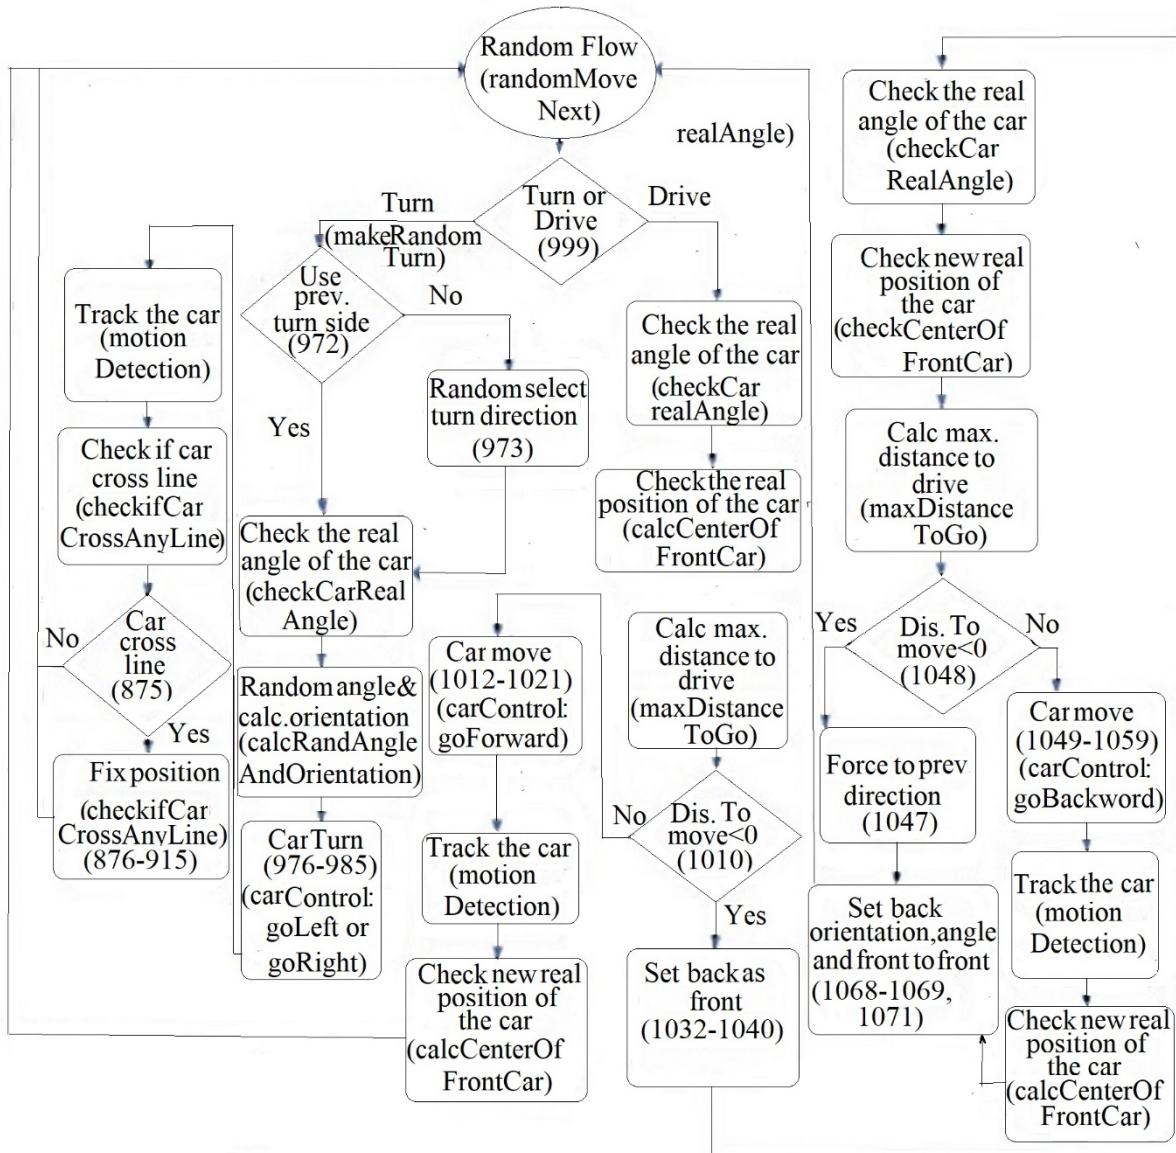 Random Flow
(randomMove
Next)
realAngle)
Turn or
Drive
(999)
Turn
(makeRandom
Turn)
Drive
Use
prev.
turn side
(972)
No
Yes
Random select
turn direction
(973)
Check the real
angle of the car
(checkCarReal
Angle)
Random angle&
calc.orientation
(calcRandAngle
AndOrientation)
Car Turn
(976-985)
(carControl:
goLeft or
goRight)
Track the car
(motion
Detection)
Check if car
cross line
(checkifCar
CrossAnyLine)
Car
cross
line
(875)
No
Yes
Fix position
(checkifCar
CrossAnyLine)
(876-915)
Check the real
angle of the car
(checkCar
realAngle)
Check the real
position of the car
(calcCenterOf
FrontCar)
Calc max.
distance to
drive
(maxDistance
ToGo)
Dis. To
move<0
(1010)
No
Yes
Car move
(1012-1021)
(carControl:
goForward)
Track the car
(motion
Detection)
Check new real
position of
the car
(calcCenterOf
FrontCar)
Set back as
front
(1032-1040)
Check the real
angle of the car
(checkCar
RealAngle)
Check new real
position of
the car
(checkCenterOf
FrontCar)
Calc max.
distance to
drive
(maxDistance
ToGo)
Dis. To
move<0
(1048)
Yes
No
Force to prev
direction
(1047)
Set back
orientation,angle
and front to front
(1068-1069,
1071)
Car move
(1049-1059)
(carControl:
goBackword)
Track the car
(motion
Detection)
Check new real
position of
the car
(calcCenterOf
FrontCar)